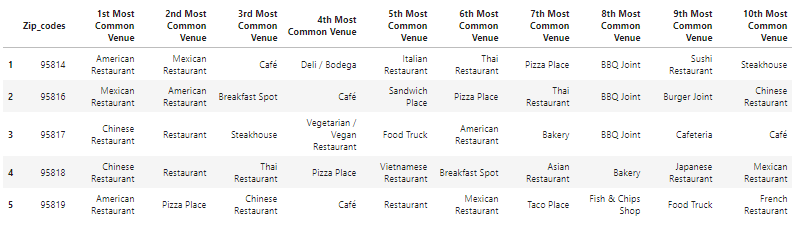 Zip_codes 1st Most Common Venue 2nd Most Common Venue 3rd Most Common Venue 4th Most Common Venue 5th Most Common Venue 6th Most Common Venue 7th Most Common Venue 8th Most Common Venue 9th Most Common Venue 10th Most Common Venue
1 95814 American Restaurant Mexican Restaurant Café Deli / Bodega Italian Restaurant Thai Restaurant Pizza Place BBQ Joint Sushi Restaurant Steakhouse
2 95816 Mexican Restaurant American Restaurant Breakfast Spot Café Sandwich Place Pizza Place Thai Restaurant BBQ Joint Burger Joint Chinese Restaurant
3 95817 Chinese Restaurant Restaurant Steakhouse Vegetarian / Vegan Restaurant Food Truck American Restaurant Bakery BBQ Joint Cafeteria Café
4 95818 Chinese Restaurant Restaurant Thai Restaurant Pizza Place Vietnamese Restaurant Breakfast Spot Asian Restaurant Bakery Japanese Restaurant Mexican Restaurant
5 95819 American Restaurant Pizza Place Chinese Restaurant Café Restaurant Mexican Restaurant Taco Place Fish & Chips Shop Food Truck French Restaurant